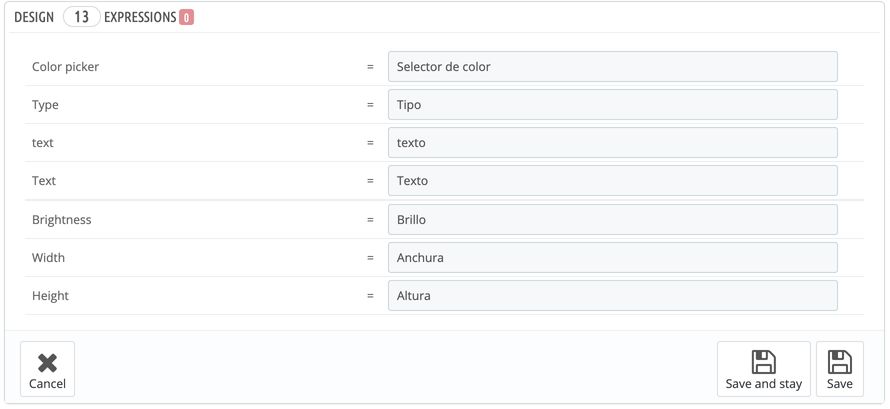 DESIGN 13 EXPRESSIONS 0
Color picker = Selector de color
Type = Tipo
text = texto
Text = Texto
Brightness = Brillo
Width = Anchura
Height = Altura
Cancel Save and stay Save